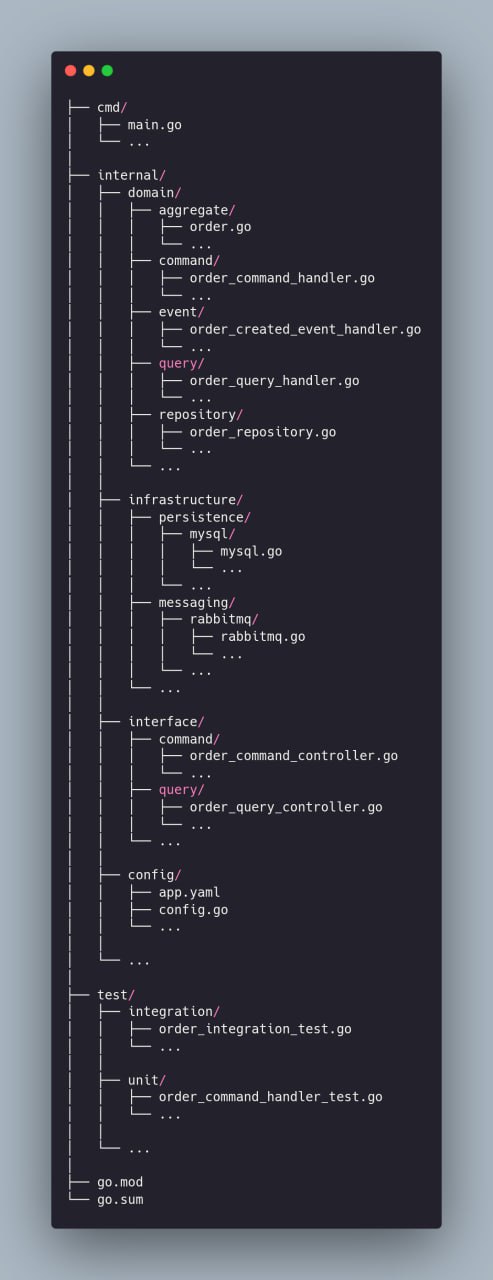 ├── cmd/
│   ├── main.go
│   └── ...
│
├── internal/
│   ├── domain/
│   │   ├── aggregate/
│   │   │   ├── order.go
│   │   │   └── ...
│   │   ├── command/
│   │   │   ├── order_command_handler.go
│   │   │   └── ...
│   │   ├── event/
│   │   │   ├── order_created_event_handler.go
│   │   │   └── ...
│   │   ├── query/
│   │   │   ├── order_query_handler.go
│   │   │   └── ...
│   │   ├── repository/
│   │   │   ├── order_repository.go
│   │   │   └── ...
│   │   └── ...
│   │
│   ├── infrastructure/
│   │   ├── persistence/
│   │   │   ├── mysql/
│   │   │   │   ├── mysql.go
│   │   │   │   └── ...
│   │   │   └── ...
│   │   ├── messaging/
│   │   │   ├── rabbitmq/
│   │   │   │   ├── rabbitmq.go
│   │   │   │   └── ...
│   │   │   └── ...
│   │   └── ...
│   │
│   ├── interface/
│   │   ├── command/
│   │   │   ├── order_command_controller.go
│   │   │   └── ...
│   │   ├── query/
│   │   │   ├── order_query_controller.go
│   │   │   └── ...
│   │   └── ...
│   │
│   ├── config/
│   │   ├── app.yaml
│   │   ├── config.go
│   │   └── ...
│   │
│   └── ...
│
├── test/
│   ├── integration/
│   │   ├── order_integration_test.go
│   │   └── ...
│   │
│   ├── unit/
│   │   ├── order_command_handler_test.go
│   │   └── ...
│   │
│   └── ...
│
├── go.mod
└── go.sum